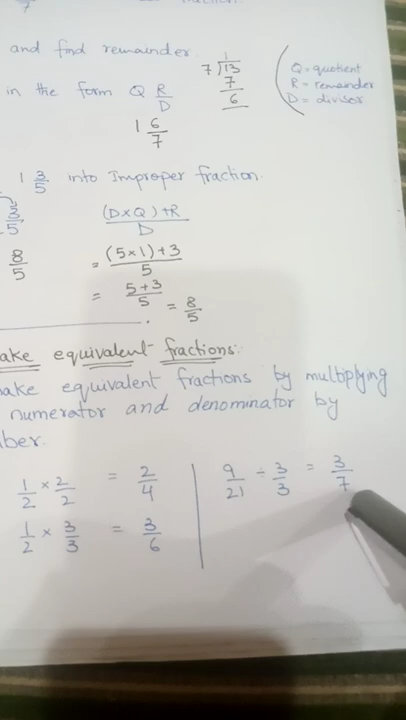 and find remainder
1
7√13
7
6
Q = quotient
R = remainder
D = divisor
in the form Q R/D
1 6/7
1 3/5 into Improper fraction.
3/5 (D×Q)+R/D
8/5 = (5×1)+3/5
= 5+3/5 = 8/5
ake equivalent fractions:
ake equivalent fractions by multiplying
numerator and denominator by
ber.
1/2 × 2/2 = 2/4
1/2 × 3/3 = 3/6
9/21 ÷ 3/3 = 3/7